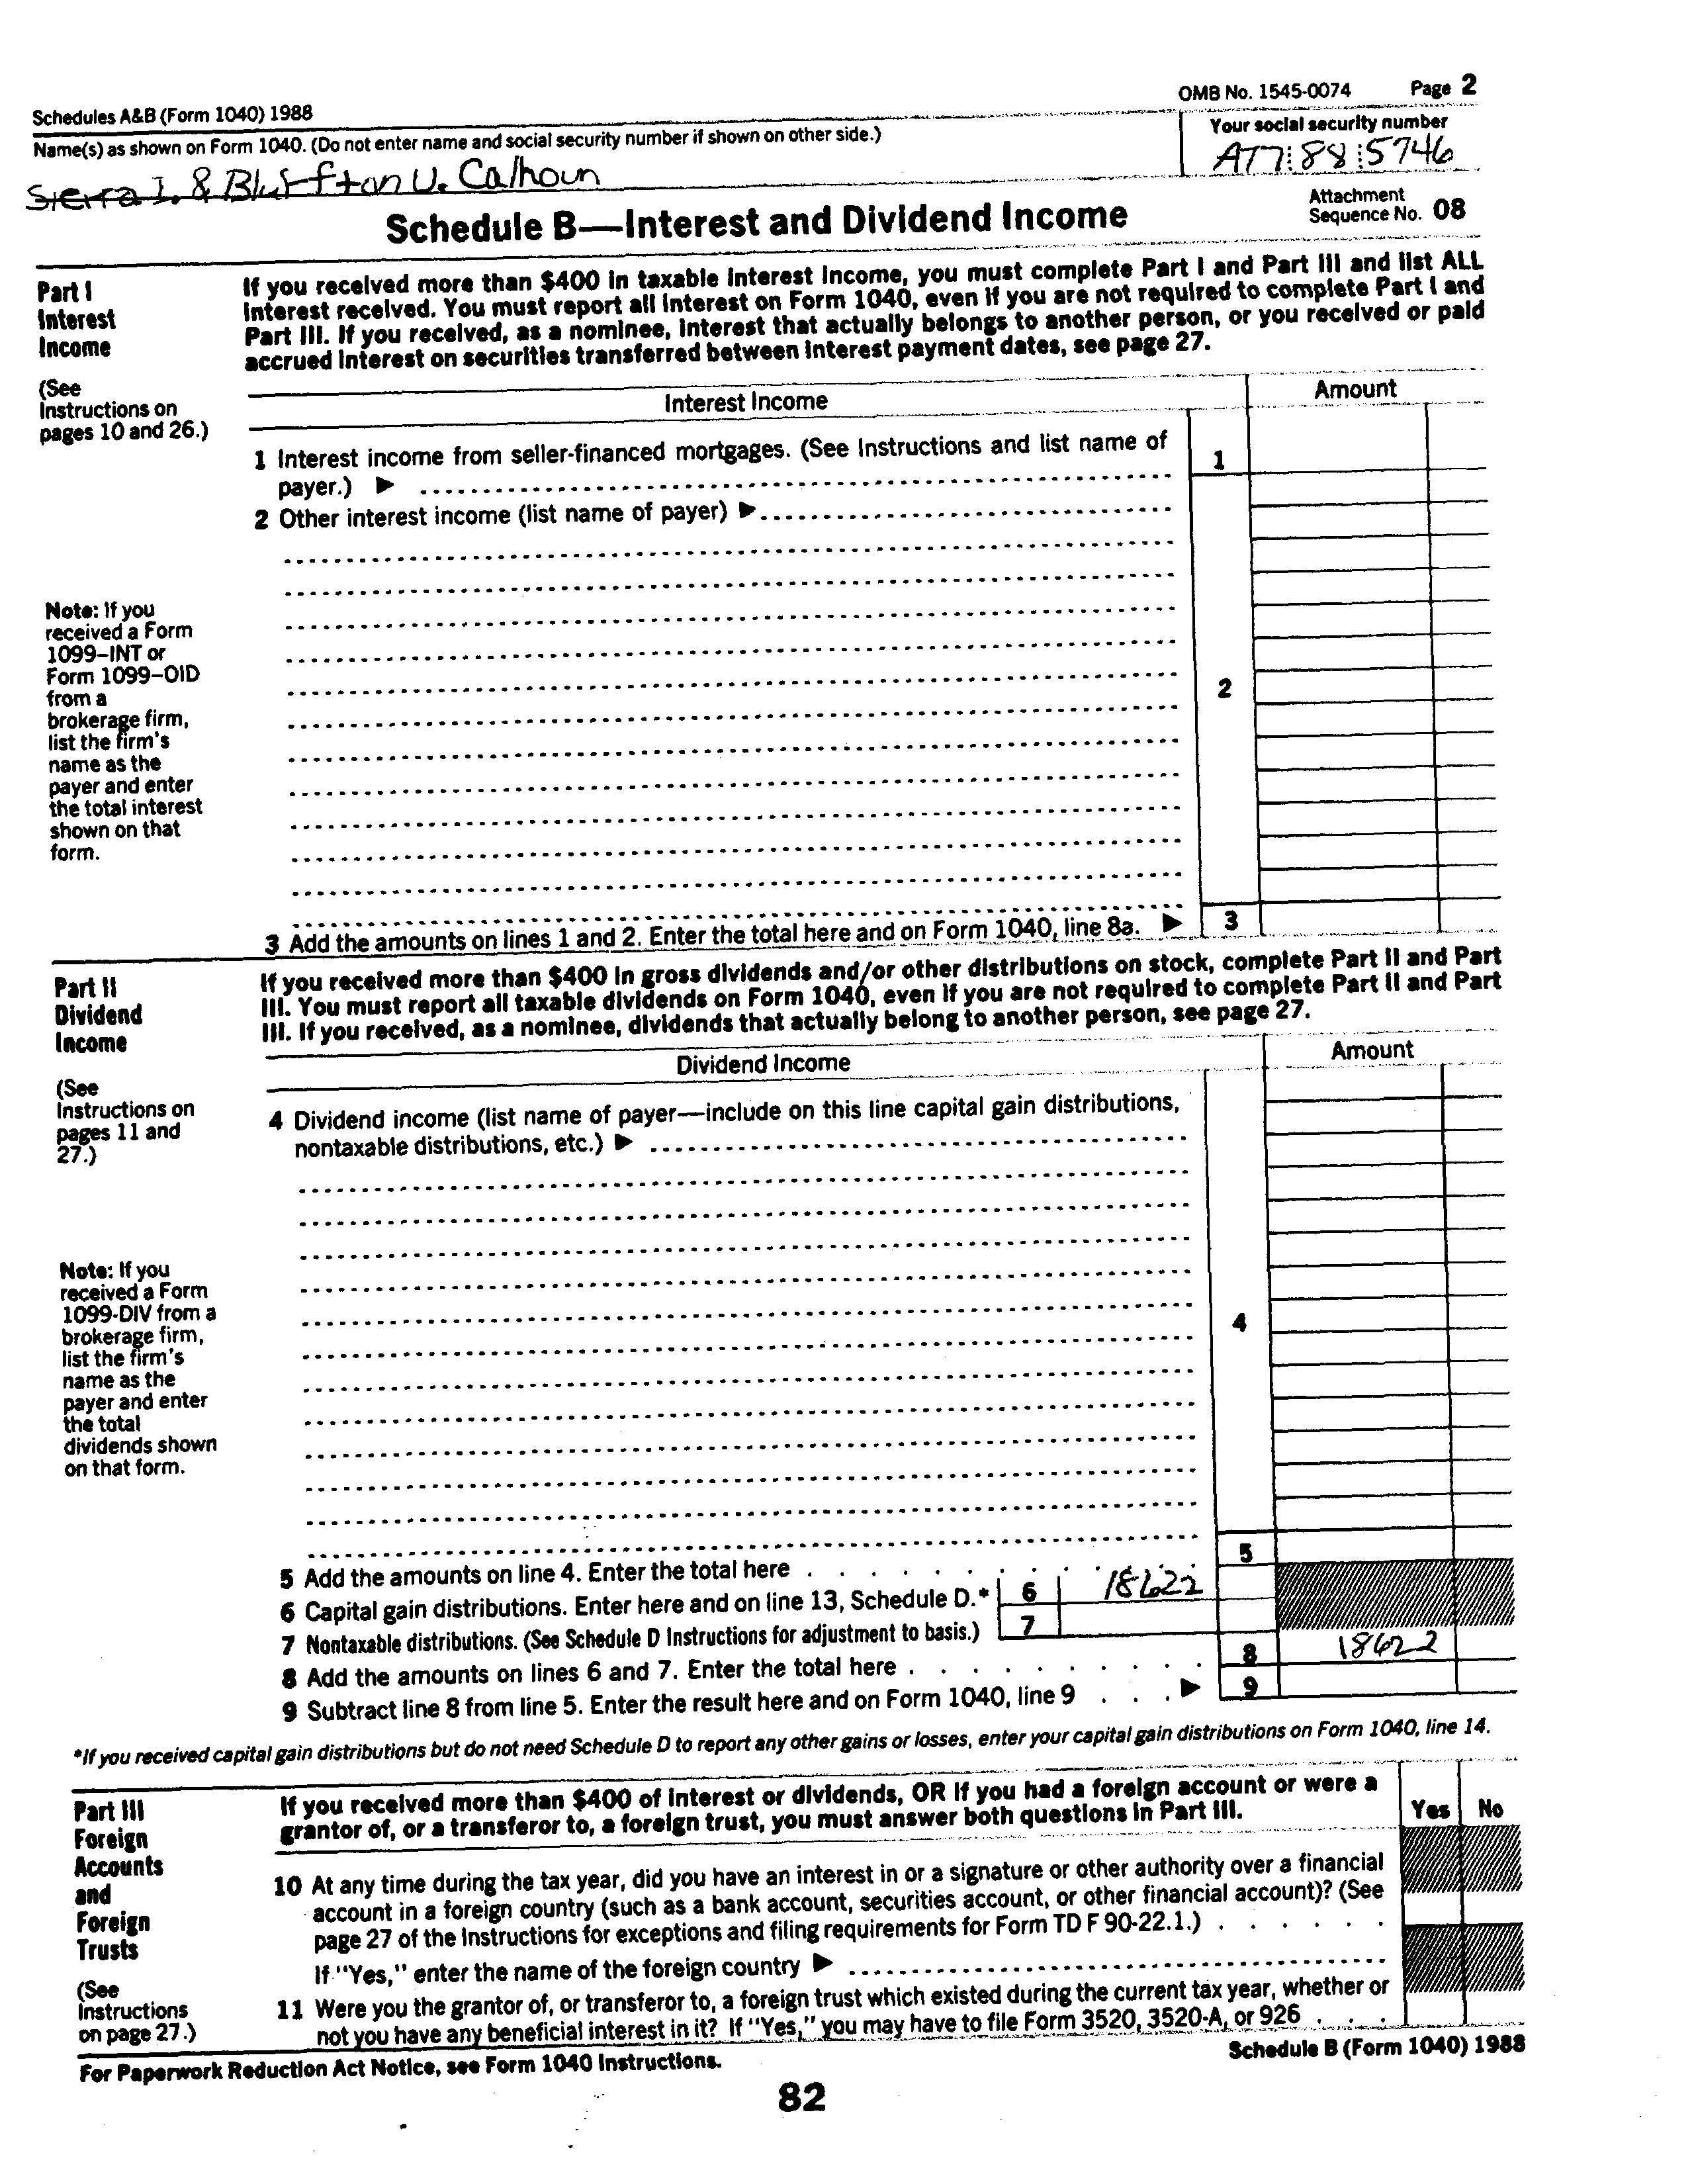 Schedules A&B (Form 1040) 1988
OMB No. 1545-0074 Page 2
Name(s) as shown on Form 1040. (Do not enter name and social security number if shown on other side.)
Your social security number
Sierra I. & Bluffton U. Calhoun
A77 88 5746
Schedule B—Interest and Dividend Income
Attachment
Sequence No. 08
Part I
Interest
Income
If you received more than $400 in taxable interest income, you must complete Part I and Part III and list ALL
interest received. You must report all interest on Form 1040, even if you are not required to complete Part I and
Part III. If you received, as a nominee, interest that actually belongs to another person, or you received or paid
accrued interest on securities transferred between interest payment dates, see page 27.
(See
Instructions on
pages 10 and 26.)
Interest Income
Amount
1 Interest income from seller-financed mortgages. (See Instructions and list name of
payer.) ▶
1
2 Other interest income (list name of payer) ▶
Note: If you
received a Form
1099–INT or
Form 1099–OID
from a
brokerage firm,
list the firm's
name as the
payer and enter
the total interest
shown on that
form.
2
3 Add the amounts on lines 1 and 2. Enter the total here and on Form 1040, line 8a. ▶ 3
Part II
Dividend
Income
If you received more than $400 in gross dividends and/or other distributions on stock, complete Part II and Part
III. You must report all taxable dividends on Form 1040, even if you are not required to complete Part II and Part
III. If you received, as a nominee, dividends that actually belong to another person, see page 27.
(See
Instructions on
pages 11 and
27.)
Dividend Income
Amount
4 Dividend income (list name of payer—include on this line capital gain distributions,
nontaxable distributions, etc.) ▶
Note: If you
received a Form
1099-DIV from a
brokerage firm,
list the firm's
name as the
payer and enter
the total
dividends shown
on that form.
4
5 Add the amounts on line 4. Enter the total here . . . . . . . . . . 5
6 Capital gain distributions. Enter here and on line 13, Schedule D.* 6 18622
7 Nontaxable distributions. (See Schedule D Instructions for adjustment to basis.) 7
8 Add the amounts on lines 6 and 7. Enter the total here . . . . . . . . . 8 18622
9 Subtract line 8 from line 5. Enter the result here and on Form 1040, line 9 . . . ▶ 9
*If you received capital gain distributions but do not need Schedule D to report any other gains or losses, enter your capital gain distributions on Form 1040, line 14.
Part III
Foreign
Accounts
and
Foreign
Trusts
(See
Instructions
on page 27.)
If you received more than $400 of interest or dividends, OR if you had a foreign account or were a
grantor of, or a transferor to, a foreign trust, you must answer both questions in Part III.
Yes No
10 At any time during the tax year, did you have an interest in or a signature or other authority over a financial
account in a foreign country (such as a bank account, securities account, or other financial account)? (See
page 27 of the Instructions for exceptions and filing requirements for Form TD F 90-22.1.) . . . . . .
If "Yes," enter the name of the foreign country ▶
11 Were you the grantor of, or transferor to, a foreign trust which existed during the current tax year, whether or
not you have any beneficial interest in it? If "Yes," you may have to file Form 3520, 3520-A, or 926 . . . .
For Paperwork Reduction Act Notice, see Form 1040 Instructions.
Schedule B (Form 1040) 1988
82